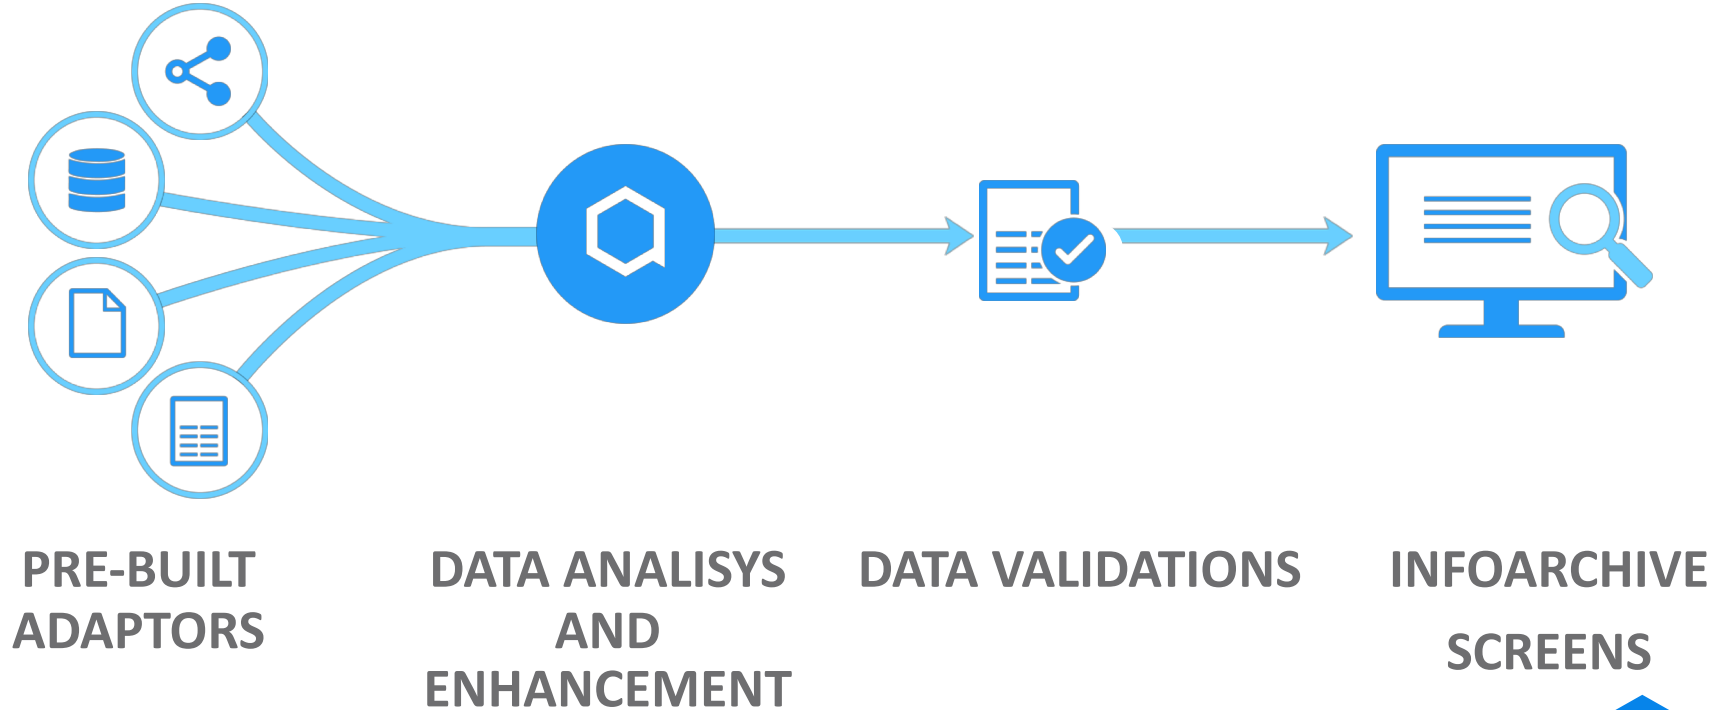 PRE-BUILT
ADAPTORS
DATA ANALISYS
AND
ENHANCEMENT
DATA VALIDATIONS
INFOARCHIVE
SCREENS